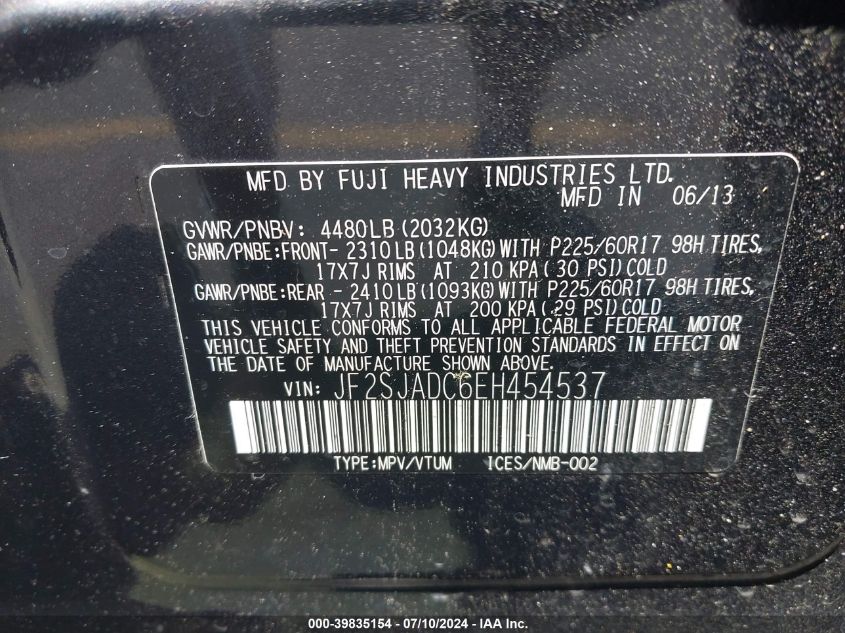 MFD BY FUJI HEAVY INDUSTRIES LTD.
MFD IN 06/13
GVWR/PNBV: 4480LB(2032KG)
GAWR/PNBE:FRONT-2310LB(1048KG)WITH P225/60R17 98H TIRES,
17X7J RIMS AT 210 KPA(30 PSI)COLD
GAWR/PNBE:REAR -2410LB(1093KG)WITH P225/60R17 98H TIRES,
17X7J RIMS AT 200 KPA(29 PSI)COLD
THIS VEHICLE CONFORMS TO ALL APPLICABLE FEDERAL MOTOR
VEHICLE SAFETY AND THEFT PREVENTION STANDARDS IN EFFECT ON
THE DATE OF MANUFACTURE SHOWN ABOVE.
VIN: JF2SJADC6EH454537
TYPE:MPV/VTUM ICES/NMB-002
000-39835154 - 07/10/2024 - IAA Inc.